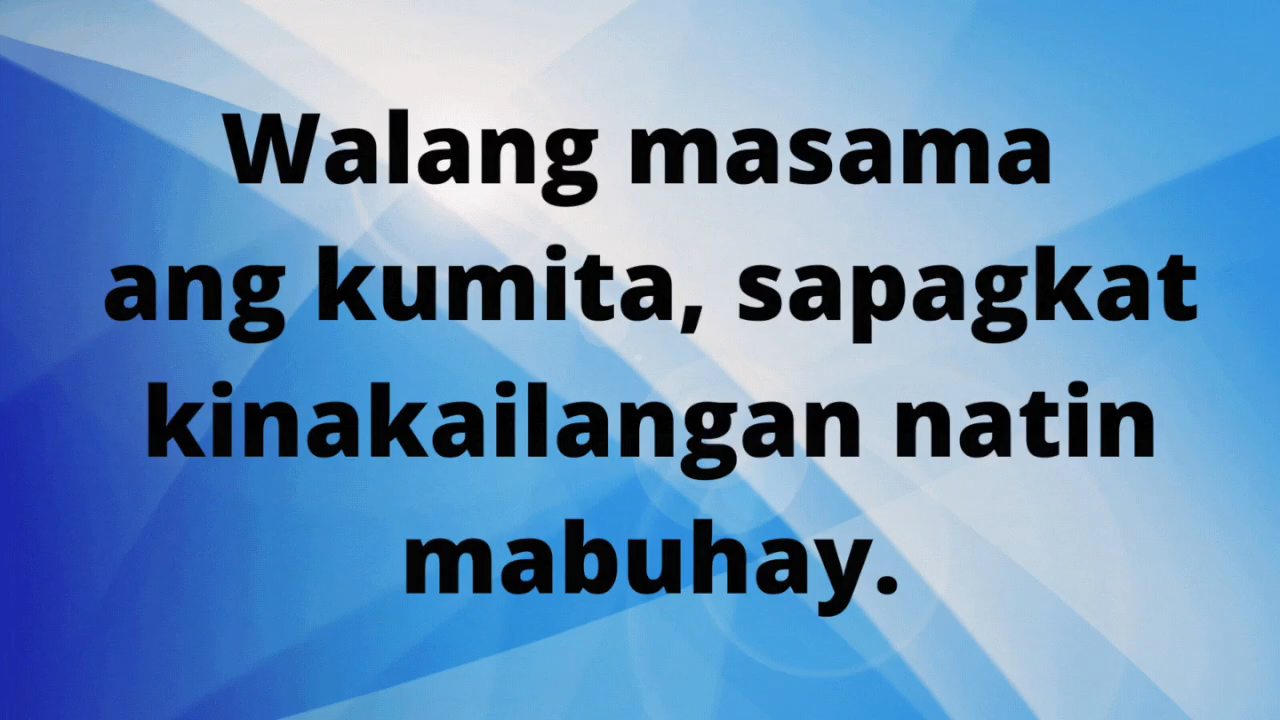 Walang masama
ang kumita, sapagkat
kinakailangan natin
mabuhay.